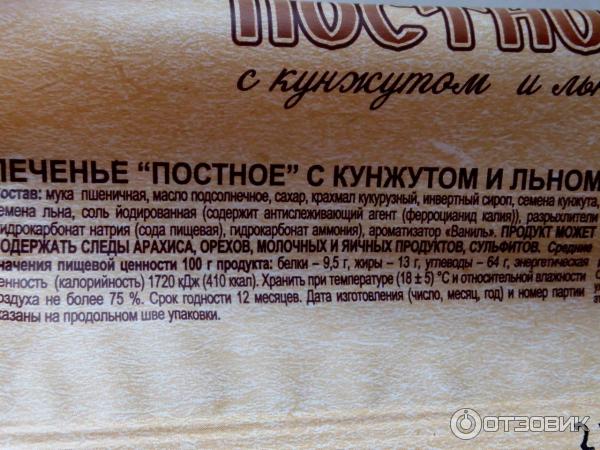 ПОСТНО
с кунжутом и ль
ПЕЧЕНЬЕ "ПОСТНОЕ" С КУНЖУТОМ И ЛЬНОМ
остав: мука пшеничная, масло подсолнечное, сахар, крахмал кукурузный, инвертный сироп, семена кунжута,
емена льна, соль йодированная (содержит антислеживающий агент (ферроцианид калия)), разрыхлители
идрокарбонат натрия (сода пищевая), гидрокарбонат аммония), ароматизатор «Ваниль». ПРОДУКТ МОЖЕТ
ОДЕРЖАТЬ СЛЕДЫ АРАХИСА, ОРЕХОВ, МОЛОЧНЫХ И ЯИЧНЫХ ПРОДУКТОВ, СУЛЬФИТОВ. Средние
значения пищевой ценности 100 г продукта: белки – 9,5 г, жиры – 13 г, углеводы – 64 г, энергетическая
ценность (калорийность) 1720 кДж (410 ккал). Хранить при температуре (18 ± 5) °С и относительной влажности
оздуха не более 75 %. Срок годности 12 месяцев. Дата изготовления (число, месяц, год) и номер партии
казаны на продольном шве упаковки.
ОТЗОВИК